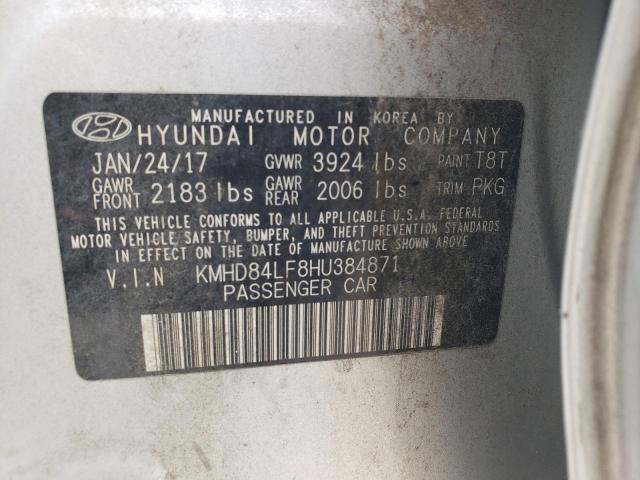 MANUFACTURED IN KOREA BY
HYUNDAI MOTOR COMPANY
JAN/24/17 GVWR 3924 lbs PAINT T8T
GAWR FRONT 2183 lbs GAWR REAR 2006 lbs TRIM PKG
THIS VEHICLE CONFORMS TO ALL APPLICABLE U.S.A. FEDERAL
MOTOR VEHICLE SAFETY, BUMPER, AND THEFT PREVENTION STANDARDS
IN EFFECT ON THE DATE OF MANUFACTURE SHOWN ABOVE
V.I.N KMHD84LF8HU384871
PASSENGER CAR